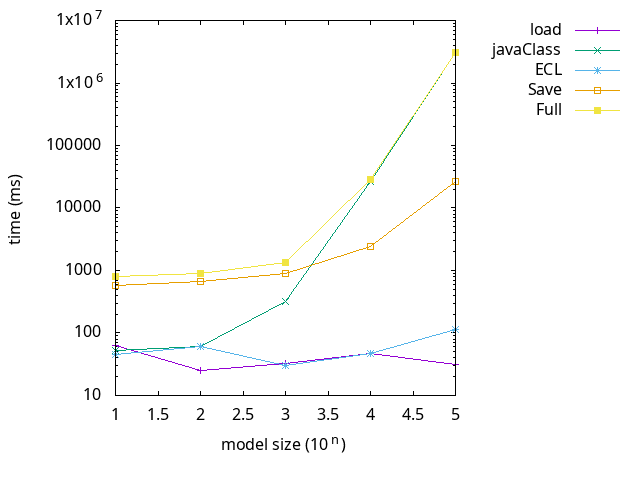 1x10^7
1x10^6
100000
10000
1000
100
10
time (ms)
1 1.5 2 2.5 3 3.5 4 4.5 5
model size (10^n)
load
javaClass
ECL
Save
Full